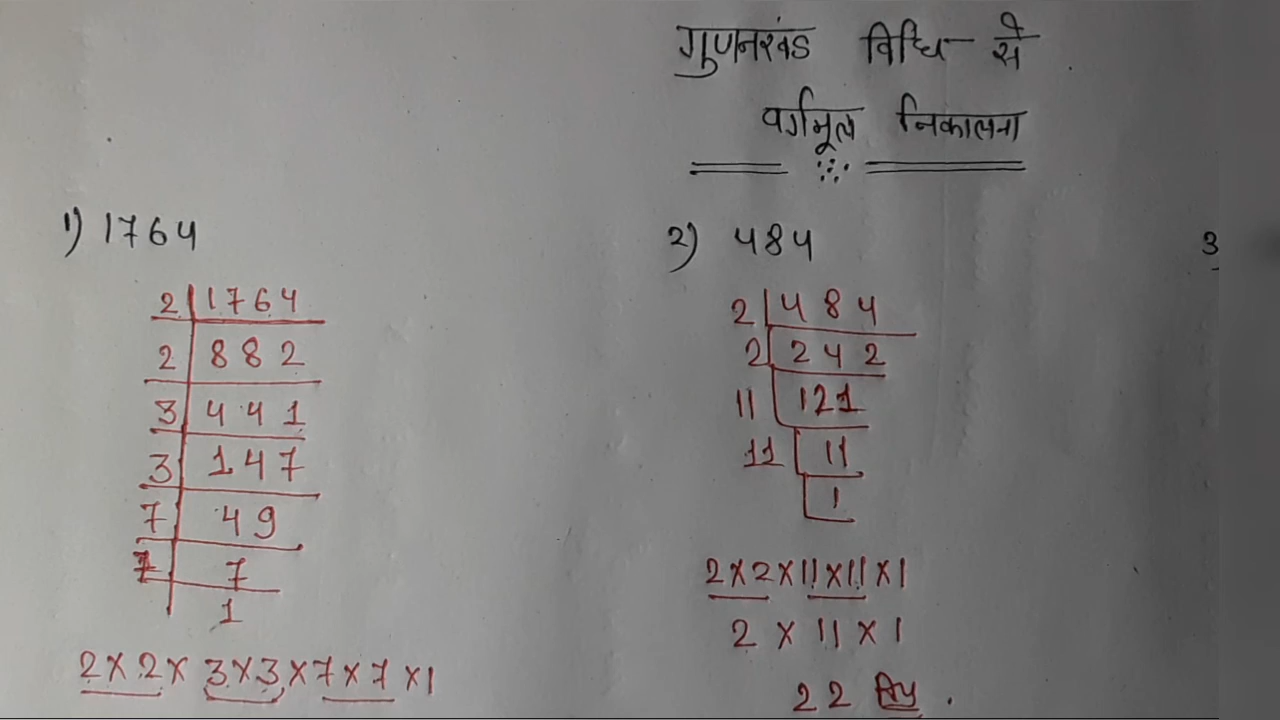 गुणनखंड विधि से
वर्गमूल निकालना
1) 1764
2 | 1764
2 | 882
3 | 441
3 | 147
7 | 49
7 | 7
1
2 × 2 × 3 × 3 × 7 × 7 × 1
2) 484
2 | 484
2 | 242
11 | 121
11 | 11
1
2 × 2 × 11 × 11 × 1
2 × 11 × 1
22
3